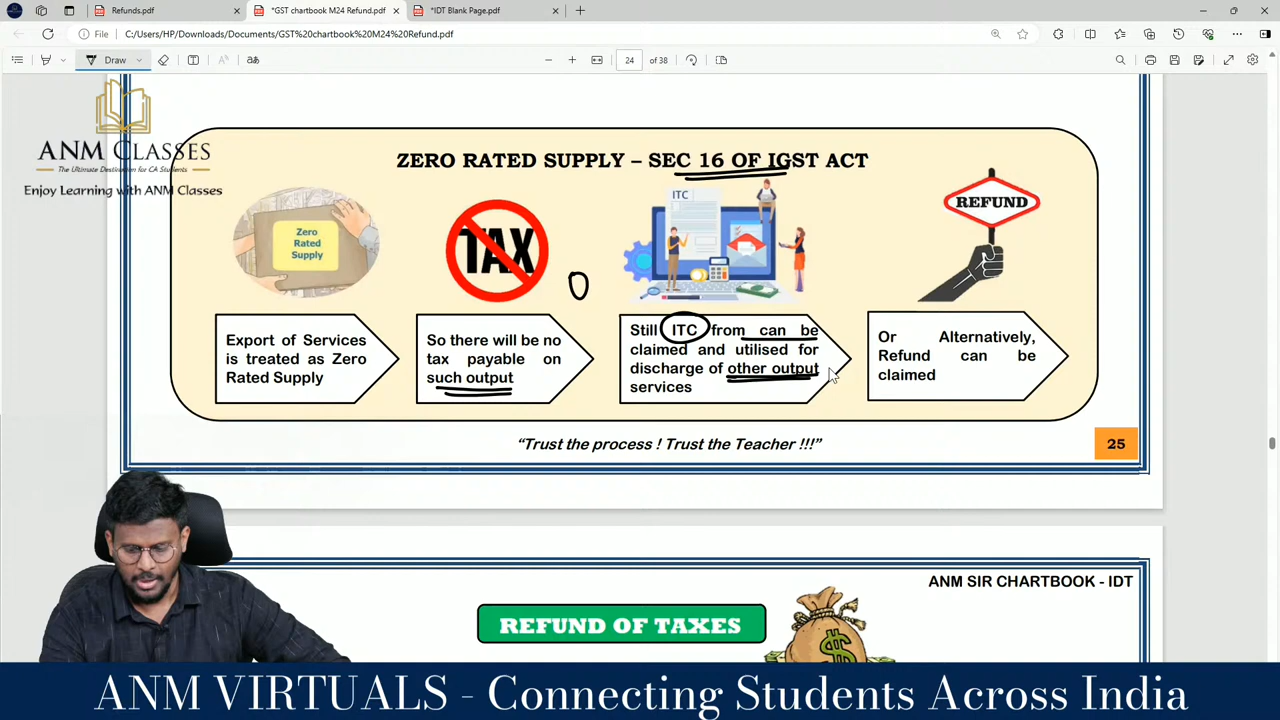 Refunds.pdf
*GST chartbook M24 Refund.pdf
*IDT Blank Page.pdf
File
C:/Users/HP/Downloads/Documents/GST%20chartbook%20M24%20Refund.pdf
Draw
24 of 38
ANM CLASSES
The Ultimate Destination for CA Students
Enjoy Learning with ANM Classes
ZERO RATED SUPPLY – SEC 16 OF IGST ACT
Zero
Rated
Supply
TAX
0
ITC
REFUND
Export of Services
is treated as Zero
Rated Supply
So there will be no
tax payable on
such output
Still ITC from can be
claimed and utilised for
discharge of other output
services
Or Alternatively,
Refund can be
claimed
“Trust the process ! Trust the Teacher !!!”
25
ANM SIR CHARTBOOK - IDT
REFUND OF TAXES
$
ANM VIRTUALS - Connecting Students Across India